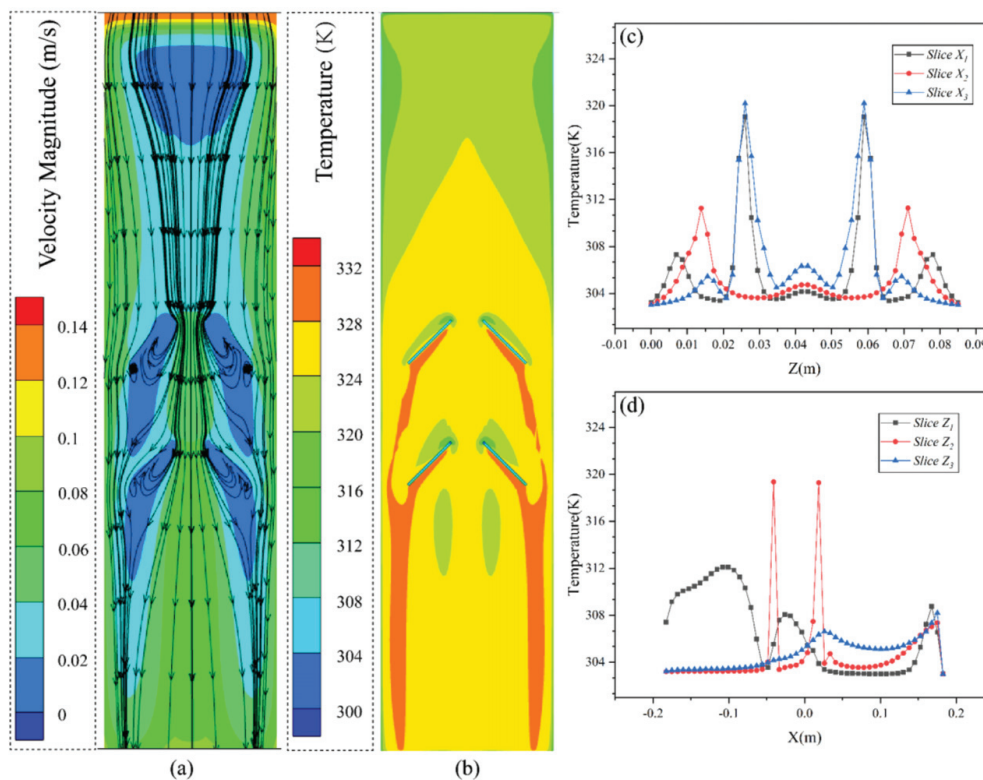 Velocity Magnitude (m/s)
0.14
0.12
0.1
0.08
0.06
0.04
0.02
0
(a)
Temperature (K)
332
328
324
320
316
312
308
304
300
(b)
(c)
Slice X1
Slice X2
Slice X3
Temperature(K)
324
320
316
312
308
304
-0.01 0.00 0.01 0.02 0.03 0.04 0.05 0.06 0.07 0.08 0.09
Z(m)
(d)
Slice Z1
Slice Z2
Slice Z3
Temperature(K)
324
320
316
312
308
304
-0.2 -0.1 0.0 0.1 0.2
X(m)